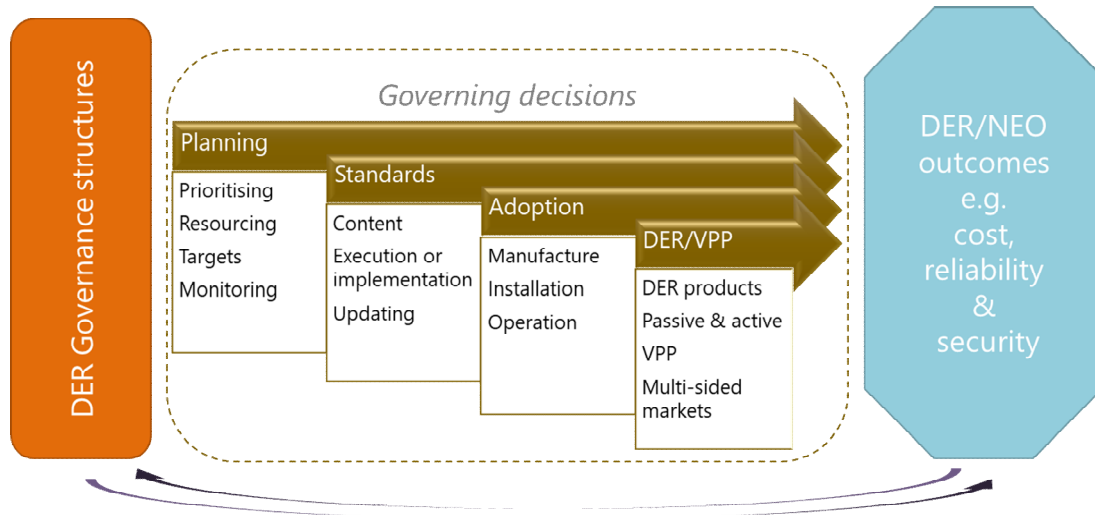 DER Governance structures
Governing decisions
Planning
Prioritising
Resourcing
Targets
Monitoring
Standards
Content
Execution or
implementation
Updating
Adoption
Manufacture
Installation
Operation
DER/VPP
DER products
Passive & active
VPP
Multi-sided
markets
DER/NEO
outcomes
e.g.
cost,
reliability
&
security